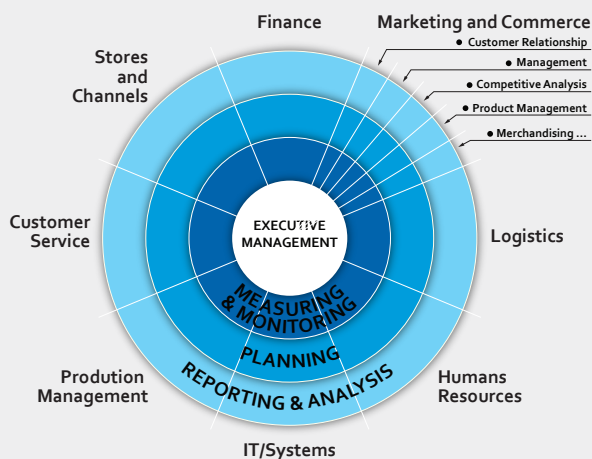 Finance
Marketing and Commerce
• Customer Relationship
• Management
• Competitive Analysis
• Product Management
• Merchandising ...
Stores
and
Channels
Customer
Service
EXECUTIVE
MANAGEMENT
Logistics
MEASURING
& MONITORING
PLANNING
REPORTING & ANALYSIS
Prodution
Management
Humans
Resources
IT/Systems